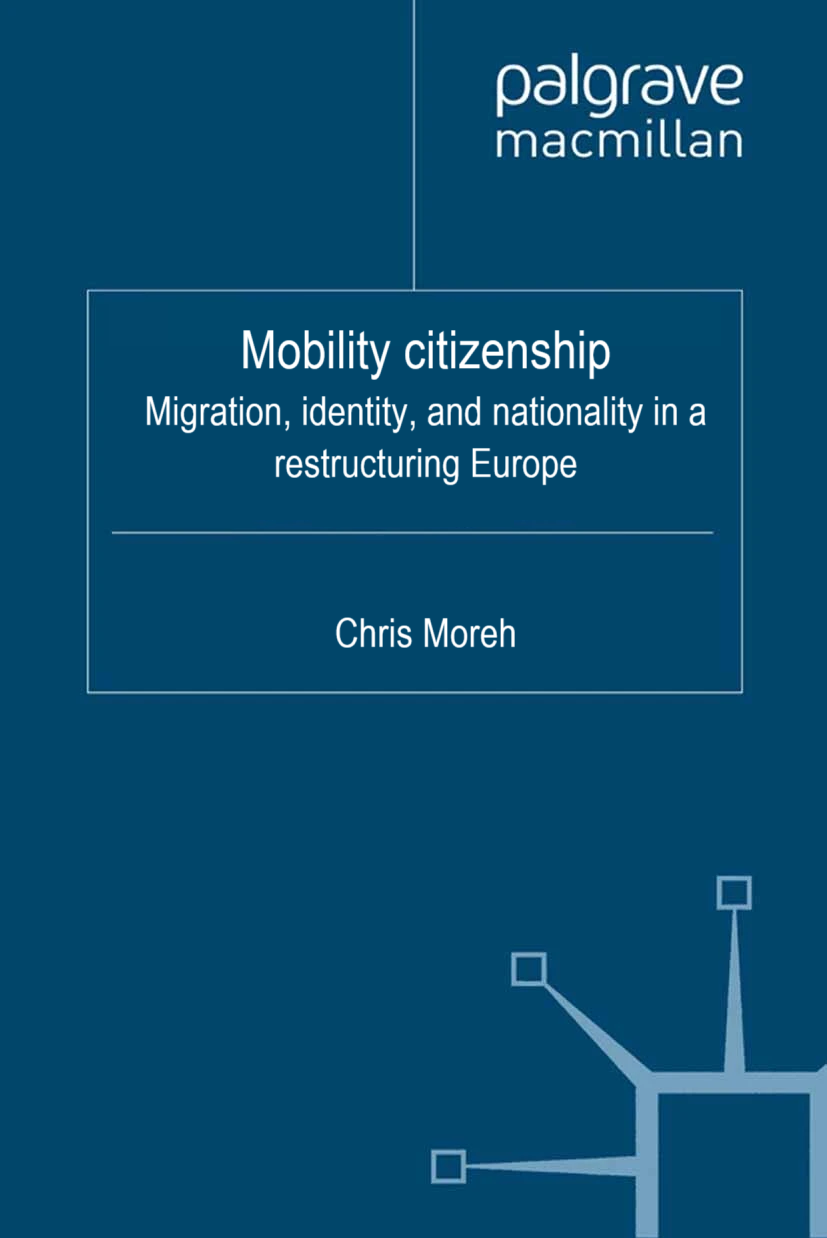 palgrave
macmillan
Mobility citizenship
Migration, identity, and nationality in a
restructuring Europe
Chris Moreh